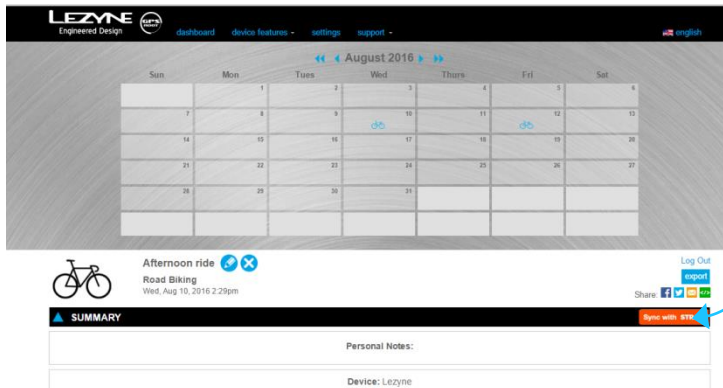 LEZYNE GPS ROOT
Engineered Design
dashboard device features - settings support - english
August 2016
Sun Mon Tues Wed Thurs Fri Sat
1 2 3 4 5 6
7 8 9 10 11 12 13
14 15 16 17 18 19 20
21 22 23 24 25 26 27
28 29 30 31
Afternoon ride
Road Biking
Wed, Aug 10, 2016 2:29pm
Log Out
export
Share:
SUMMARY
Sync with
Personal Notes:
Device: Lezyne